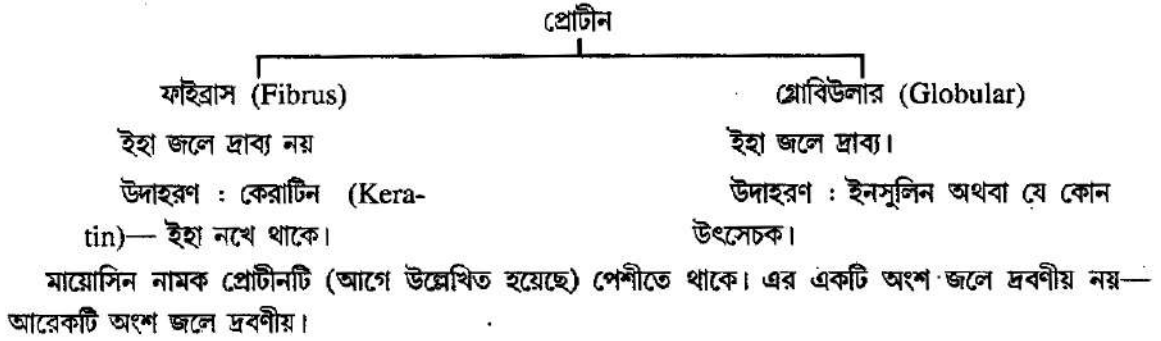 প্রোটীন
ফাইব্রাস (Fibrus)
ইহা জলে দ্রাব্য নয়
উদাহরণ : কেরাটিন (Kera-
tin)— ইহা নখে থাকে।
গ্লোবিউলার (Globular)
ইহা জলে দ্রাব্য।
উদাহরণ : ইনসুলিন অথবা যে কোন
উৎসেচক।
মায়োসিন নামক প্রোটীনটি (আগে উল্লেখিত হয়েছে) পেশীতে থাকে। এর একটি অংশ জলে দ্রবণীয় নয়—
আরেকটি অংশ জলে দ্রবণীয়।